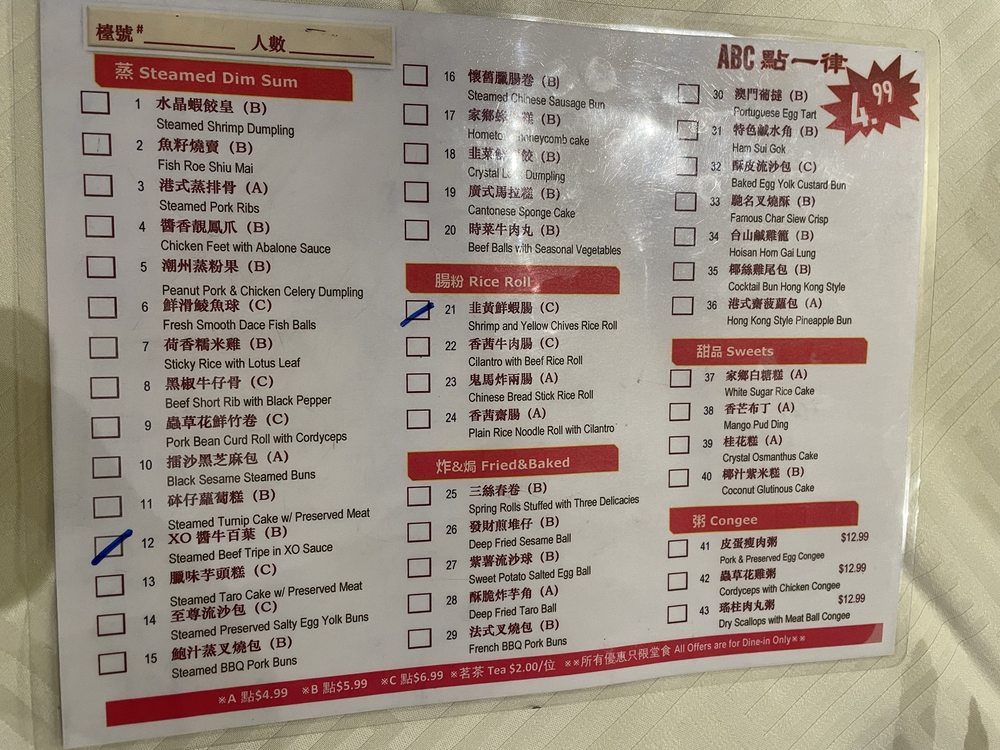 檯號# 人數
蒸 Steamed Dim Sum
1 水晶蝦餃皇 (B)
Steamed Shrimp Dumpling
2 魚籽燒賣 (B)
Fish Roe Shiu Mai
3 港式蒸排骨 (A)
Steamed Pork Ribs
4 醬香靚鳳爪 (B)
Chicken Feet with Abalone Sauce
5 潮州蒸粉果 (B)
Peanut Pork & Chicken Celery Dumpling
6 鮮滑鯪魚球 (C)
Fresh Smooth Dace Fish Balls
7 荷香糯米雞 (B)
Sticky Rice with Lotus Leaf
8 黑椒牛仔骨 (C)
Beef Short Rib with Black Pepper
9 蟲草花鮮竹卷 (C)
Pork Bean Curd Roll with Cordyceps
10 擂沙黑芝麻包 (A)
Black Sesame Steamed Buns
11 砵仔蘿蔔糕 (B)
Steamed Turnip Cake w/ Preserved Meat
12 XO 醬牛百葉 (B)
Steamed Beef Tripe in XO Sauce
13 臘味芋頭糕 (C)
Steamed Taro Cake w/ Preserved Meat
14 至尊流沙包 (C)
Steamed Preserved Salty Egg Yolk Buns
15 鮑汁蒸叉燒包 (B)
Steamed BBQ Pork Buns
16 懷舊臘腸卷 (B)
Steamed Chinese Sausage Bun
17 家鄉 糕 (B)
honeycomb cake
18 韭菜 餃 (B)
Crystal Dumpling
19 廣式馬拉糕 (B)
Cantonese Sponge Cake
20 時菜牛肉丸 (B)
Beef Balls with Seasonal Vegetables
腸粉 Rice Roll
21 韭黃鮮蝦腸 (C)
Shrimp and Yellow Chives Rice Roll
22 香茜牛肉腸 (C)
Cilantro with Beef Rice Roll
23 鬼馬炸兩腸 (A)
Chinese Bread Stick Rice Roll
24 香茜齋腸 (A)
Plain Rice Noodle Roll with Cilantro
炸&焗 Fried&Baked
25 三絲春卷 (B)
Spring Rolls Stuffed with Three Delicacies
26 發財煎堆仔 (B)
Deep Fried Sesame Ball
27 紫薯流沙球 (B)
Sweet Potato Salted Egg Ball
28 酥脆炸芋角 (A)
Deep Fried Taro Ball
29 法式叉燒包 (B)
French BBQ Pork Buns
ABC 點一律
4.99
30 澳門葡撻 (B)
Portuguese Egg Tart
31 特色鹹水角 (B)
Ham Sui Gok
32 酥皮流沙包 (C)
Baked Egg Yolk Custard Bun
33 馳名叉燒酥 (B)
Famous Char Siew Crisp
34 台山鹹雞籠 (B)
Hoisan Hom Gai Lung
35 椰絲雞尾包 (B)
Cocktail Bun Hong Kong Style
36 港式齋菠蘿包 (A)
Hong Kong Style Pineapple Bun
甜品 Sweets
37 家鄉白糖糕 (A)
White Sugar Rice Cake
38 香芒布丁 (A)
Mango Pud Ding
39 桂花糕 (A)
Crystal Osmanthus Cake
40 椰汁紫米糕 (B)
Coconut Glutinous Cake
粥 Congee
41 皮蛋瘦肉粥 $12.99
Pork & Preserved Egg Congee
42 蟲草花雞粥 $12.99
Cordyceps with Chicken Congee
43 瑤柱肉丸粥 $12.99
Dry Scallops with Meat Ball Congee
※A 點$4.99 ※B 點$5.99 ※C 點$6.99 ※茗茶 Tea $2.00/位 ※※所有優惠只限堂食 All Offers are for Dine-in Only※※